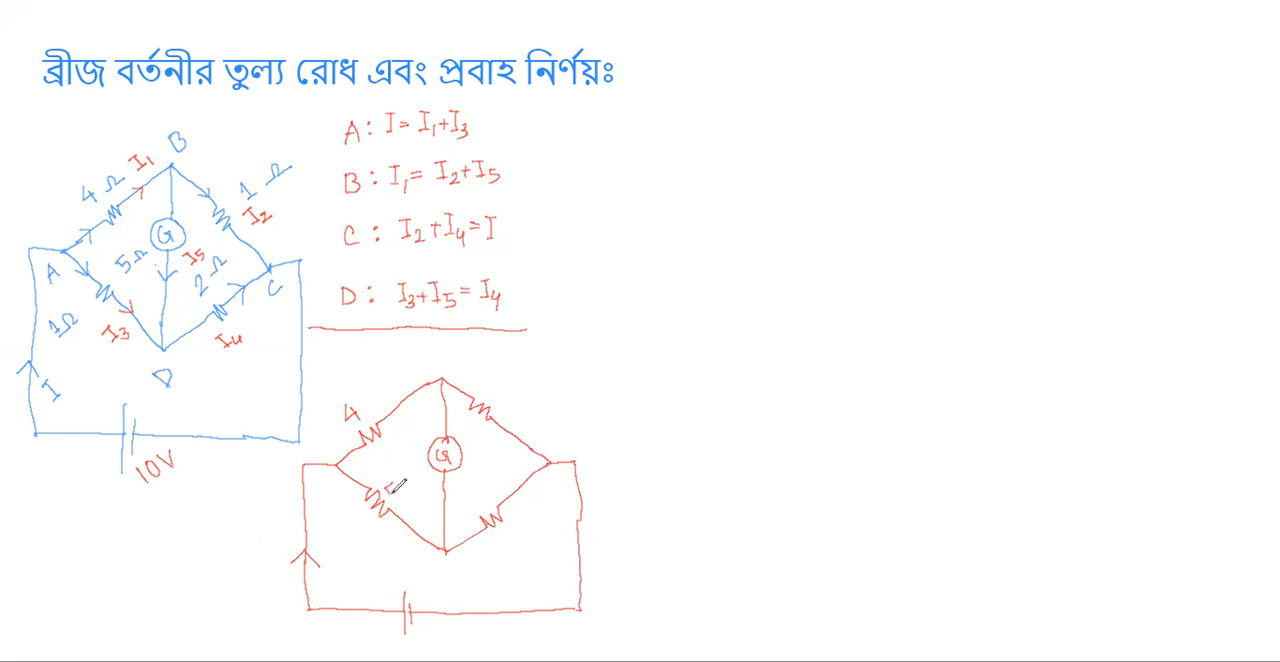 ব্রীজ বর্তনীর তুল্য রোধ এবং প্রবাহ নির্ণয়ঃ
A: I = I₁+I₃
B: I₁ = I₂+I₅
C: I₂+I₄=I
D: I₃+I₅ = I₄
B
4 Ω I₁
1 Ω
I₂
G
A
5Ω
I₅
2Ω
C
1Ω
I₃
I₄
D
I
10V
4
G